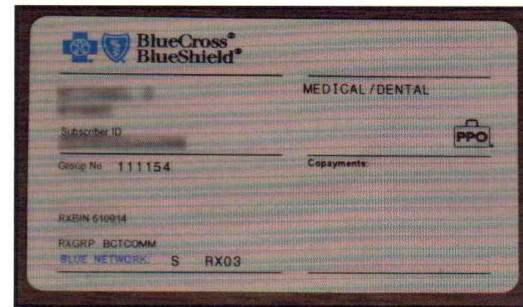 BlueCross®
BlueShield®
MEDICAL/DENTAL
Subscriber ID
PPO
Group No 111154
Copayments:
RXBIN 610014
RXGRP BCTCOMM
BLUE NETWORK: S RX03